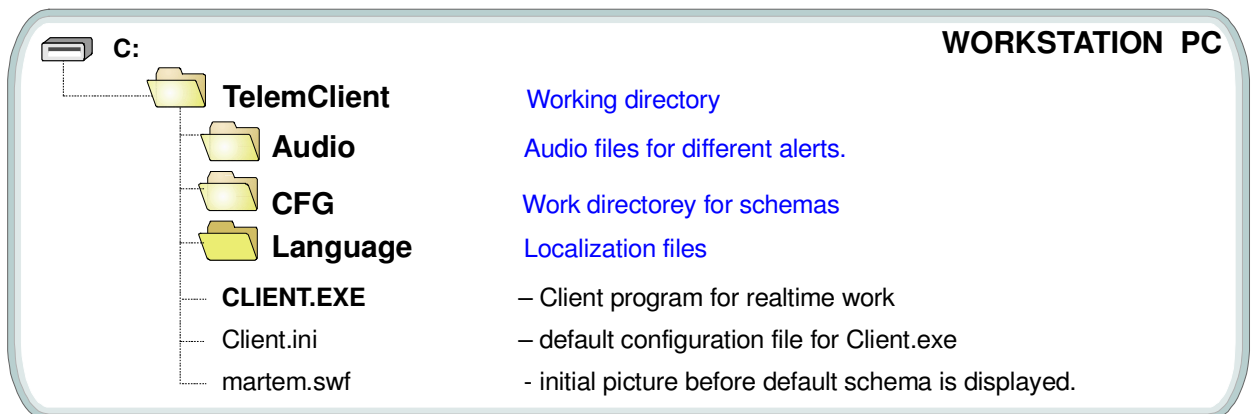 C: WORKSTATION PC
TelemClient Working directory
Audio Audio files for different alerts.
CFG Work directorey for schemas
Language Localization files
CLIENT.EXE – Client program for realtime work
Client.ini – default configuration file for Client.exe
martem.swf - initial picture before default schema is displayed.